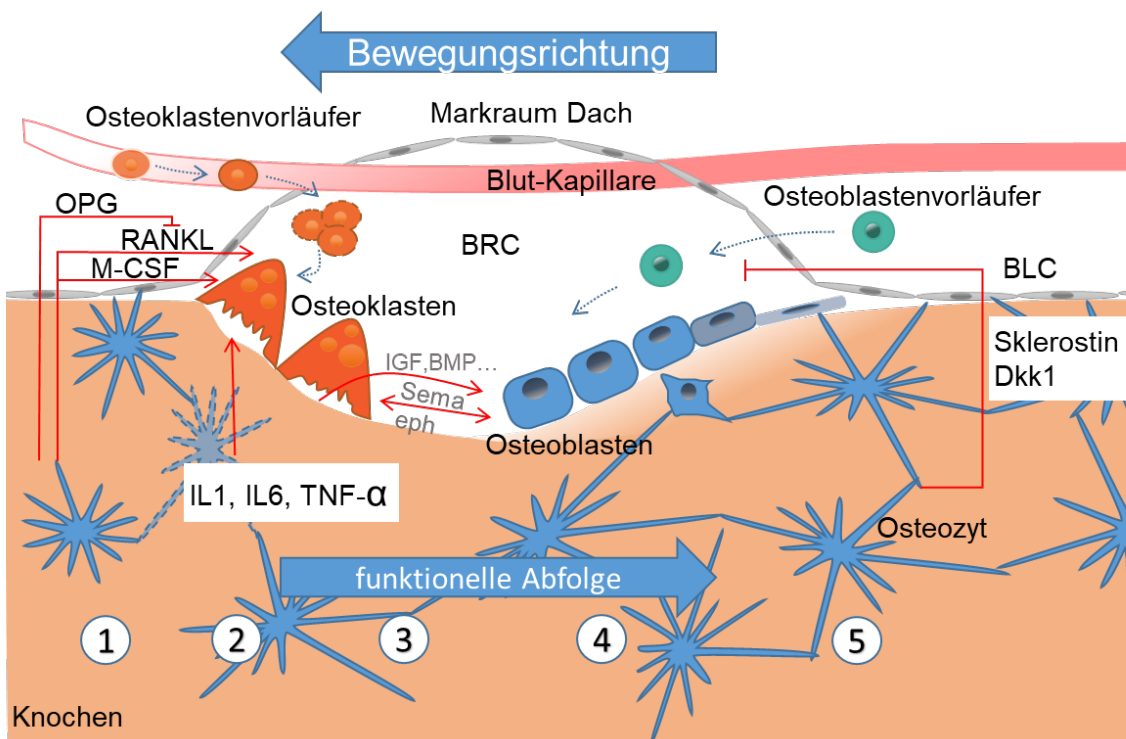 Bewegungsrichtung
Osteoklastenvorläufer
Markraum Dach
Blut-Kapillare
Osteoblastenvorläufer
OPG
RANKL
M-CSF
BRC
BLC
Osteoklasten
Sklerostin
Dkk1
IGF,BMP...
Sema
eph
Osteoblasten
IL1, IL6, TNF-α
Osteozyt
funktionelle Abfolge
1
2
3
4
5
Knochen